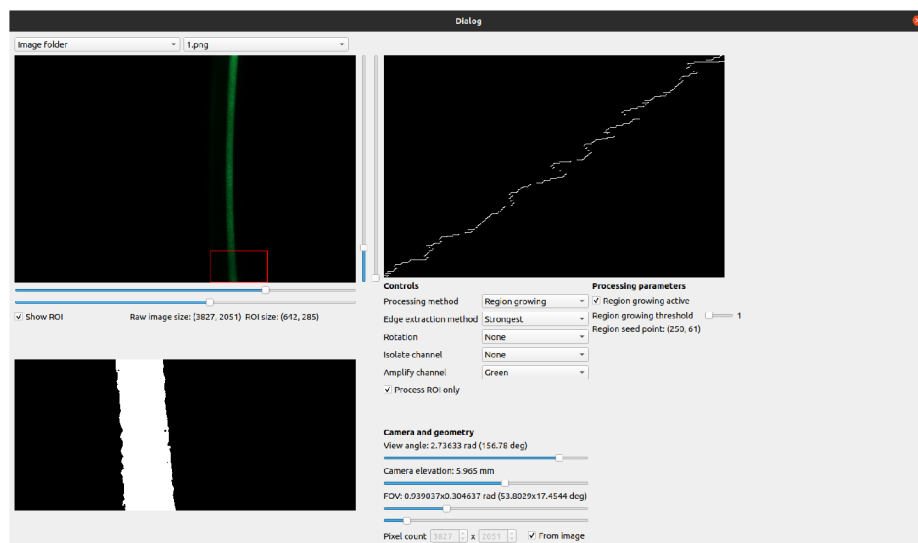 Dialog
Image folder
1.png
Show ROI
Raw image size: (3827, 2051) ROI size: (642, 285)
Controls
Processing method
Region growing
Edge extraction method
Strongest
Rotation
None
Isolate channel
None
Amplify channel
Green
Process ROI only
Processing parameters
Region growing active
Region growing threshold
1
Region seed point: (250, 61)
Camera and geometry
View angle: 2.73633 rad (156.78 deg)
Camera elevation: 5.965 mm
FOV: 0.939037x0.304637 rad (53.8029x17.4544 deg)
Pixel count 3827 x 2051 From image